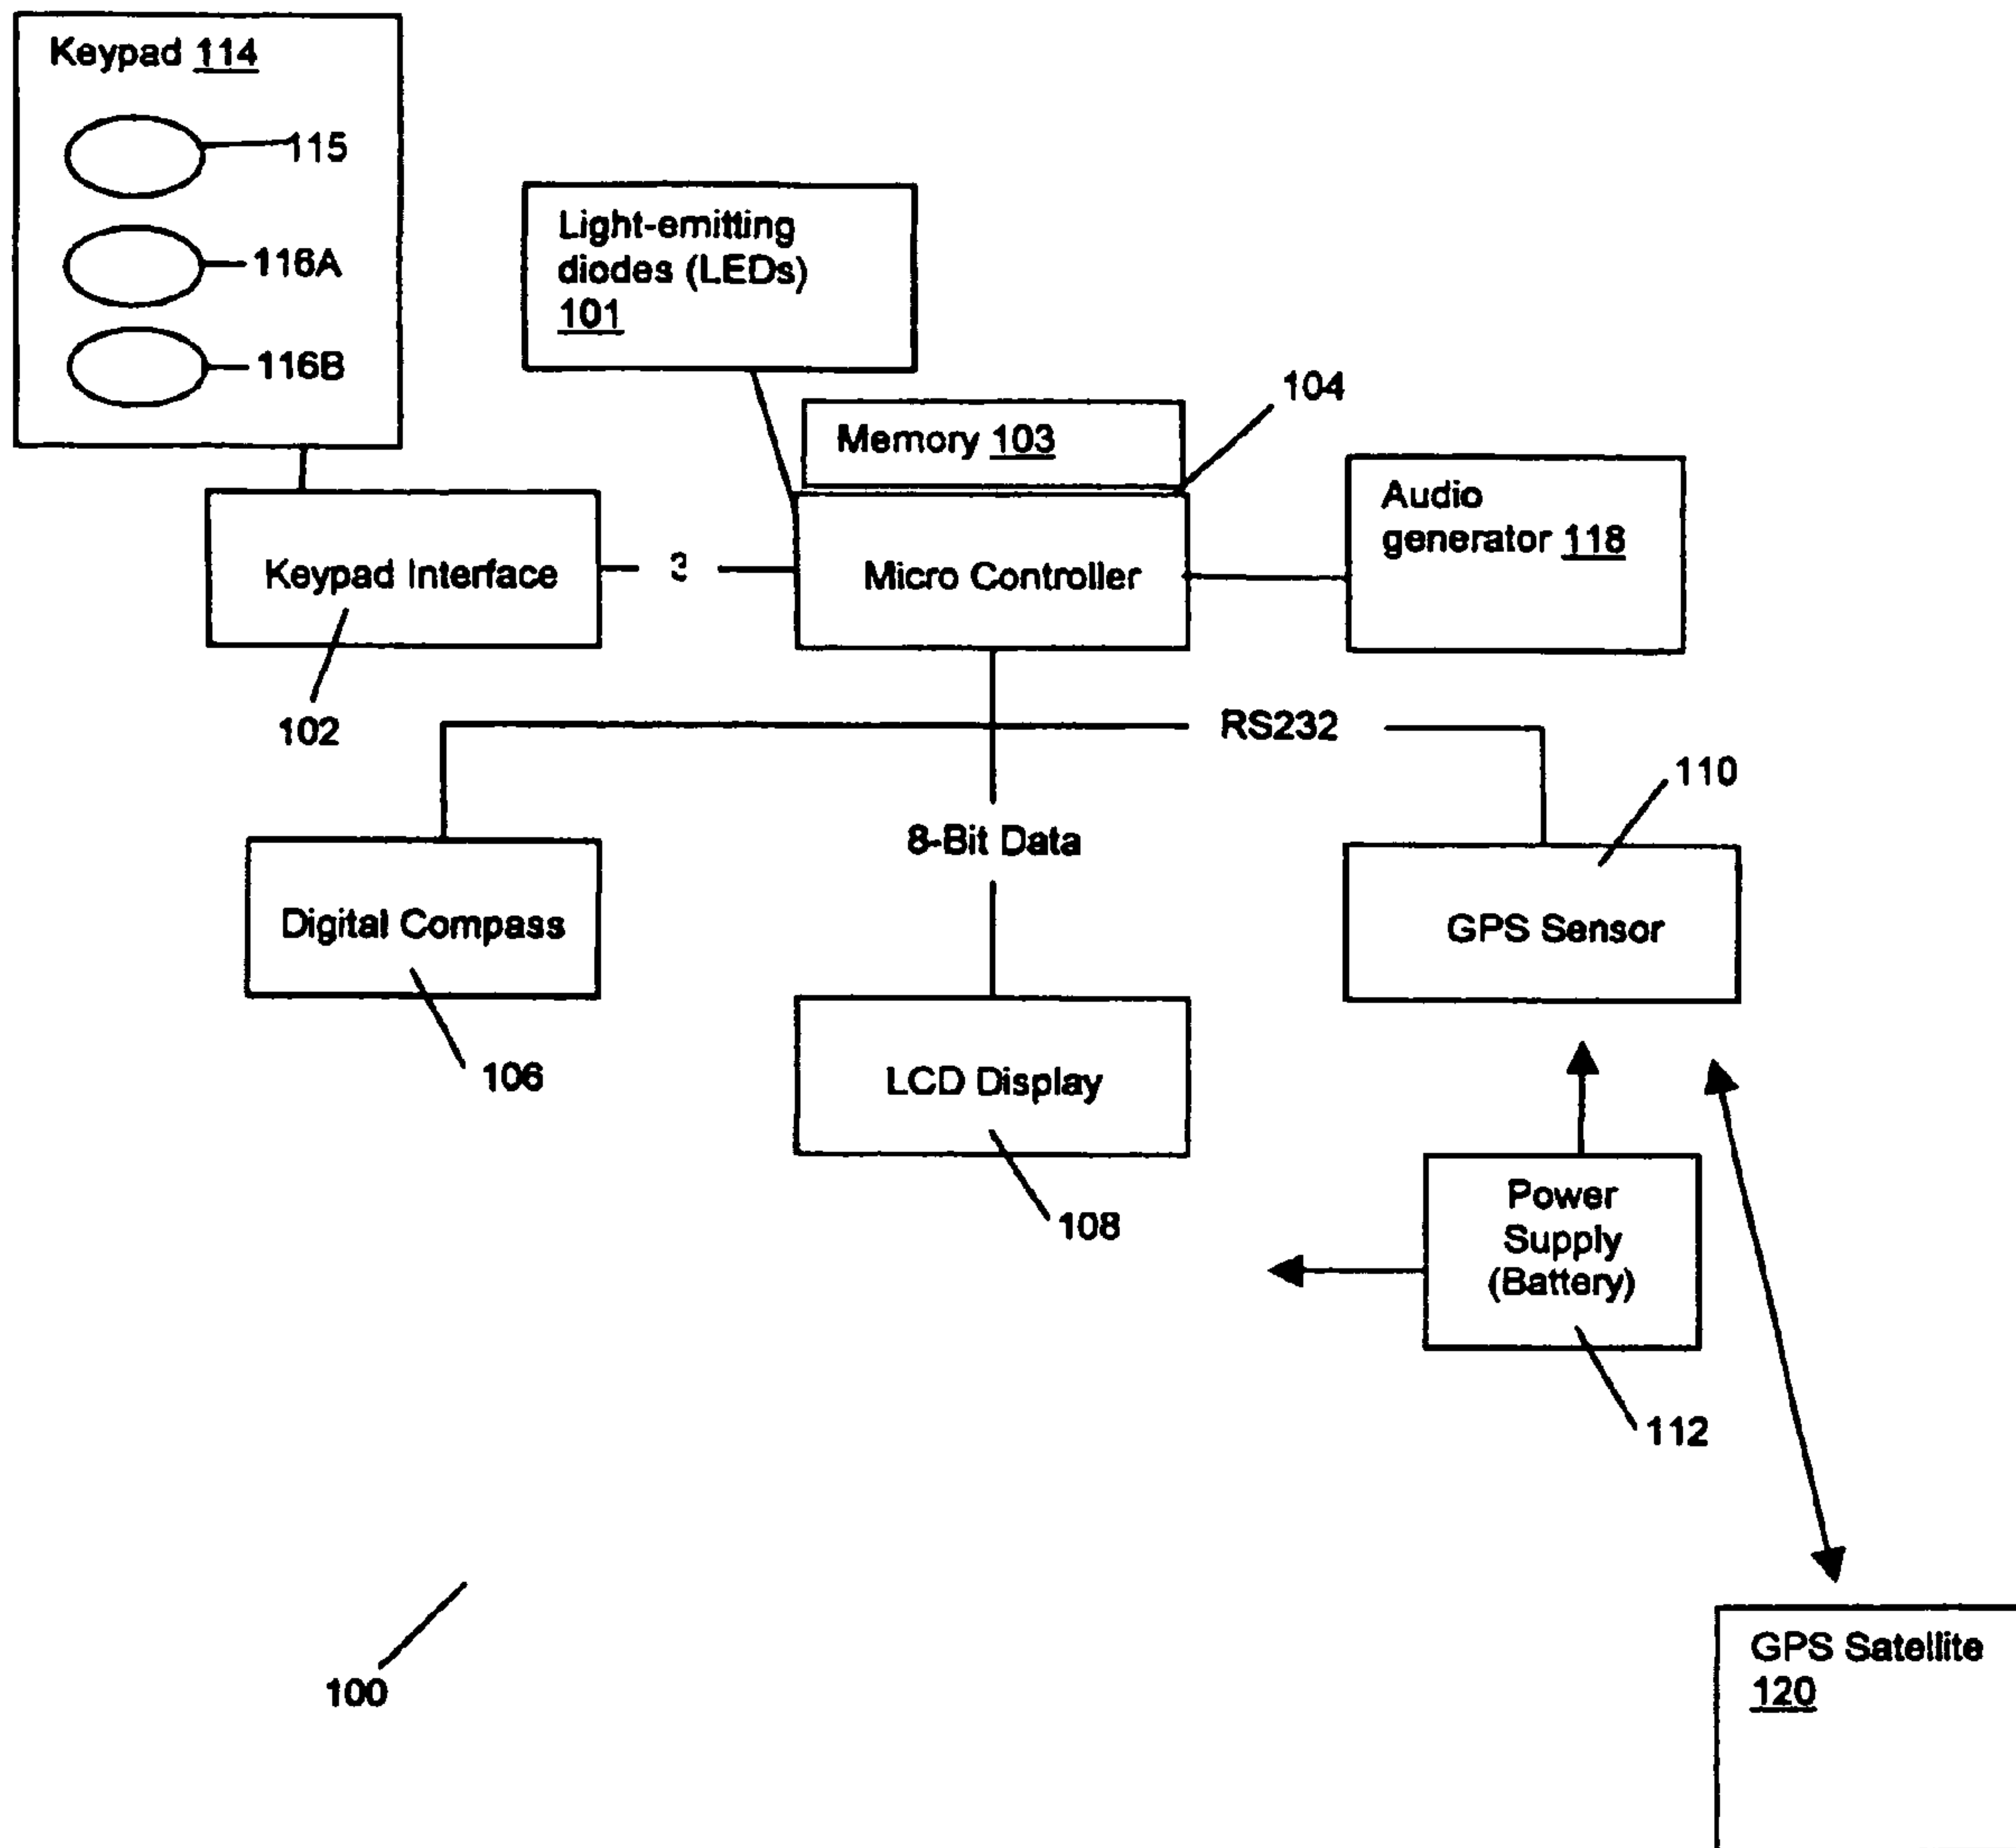 Keypad 114
115
116A
116B
Light-emitting
diodes (LEDs)
101
104
Memory 103
Audio
generator 118
Keypad Interface
Micro Controller
102
RS232
110
8-Bit Data
Digital Compass
GPS Sensor
106
LCD Display
108
Power
Supply
(Battery)
112
100
GPS Satellite
120